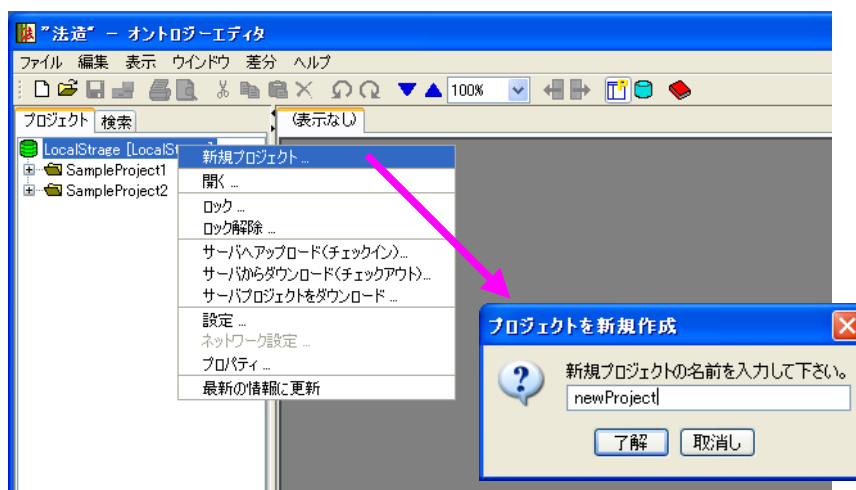 "法造" － オントロジーエディタ
ファイル 編集 表示 ウインドウ 差分 ヘルプ
100%
プロジェクト 検索
(表示なし)
LocalStrage [LocalS
SampleProject1
SampleProject2
新規プロジェクト ...
開く ...
ロック ...
ロック解除 ...
サーバへアップロード(チェックイン)...
サーバからダウンロード(チェックアウト)...
サーバプロジェクトをダウンロード ...
設定 ...
ネットワーク設定 ...
プロパティ ...
最新の情報に更新
プロジェクトを新規作成
新規プロジェクトの名前を入力して下さい。
newProject
了解 取消し